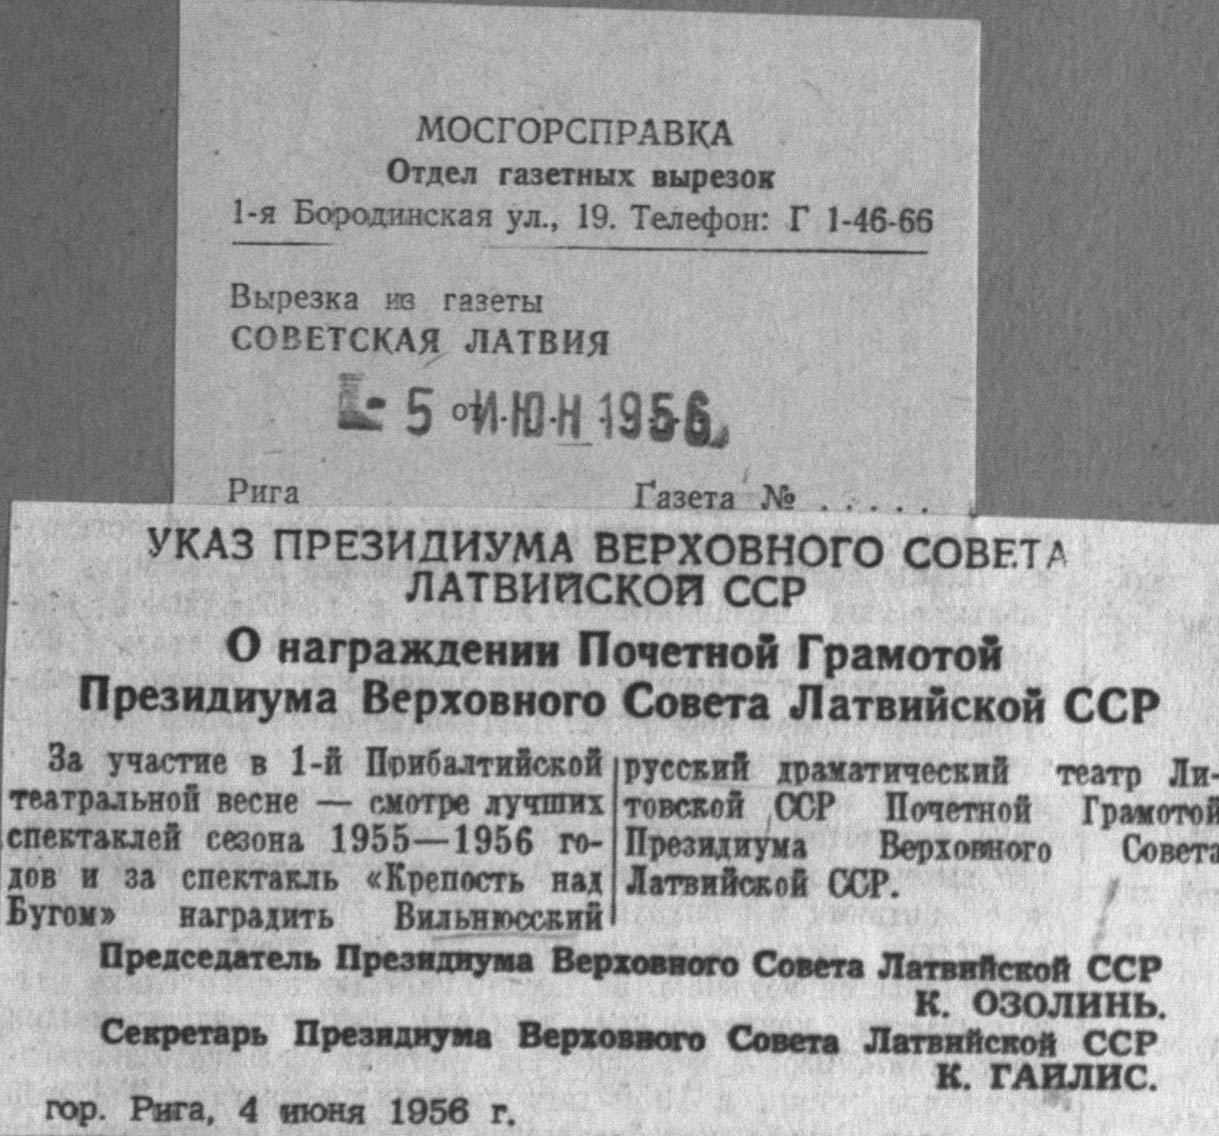 МОСГОРСПРАВКА
Отдел газетных вырезок
1-я Бородинская ул., 19. Телефон: Г 1-46-66
Вырезка из газеты
СОВЕТСКАЯ ЛАТВИЯ
- 5 от И·Ю·Н 1956
Рига Газета № . . . . .
УКАЗ ПРЕЗИДИУМА ВЕРХОВНОГО СОВЕТА
ЛАТВИЙСКОЙ ССР
О награждении Почетной Грамотой
Президиума Верховного Совета Латвийской ССР
За участие в 1-й Прибалтийской
театральной весне — смотре лучших
спектаклей сезона 1955—1956 го-
дов и за спектакль «Крепость над
Бугом» наградить Вильнюсский
русский драматический театр Ли-
товской ССР Почетной Грамотой
Президиума Верховного Совета
Латвийской ССР.
Председатель Президиума Верховного Совета Латвийской ССР
К. ОЗОЛИНЬ.
Секретарь Президиума Верховного Совета Латвийской ССР
К. ГАЙЛИС.
гор. Рига, 4 июня 1956 г.